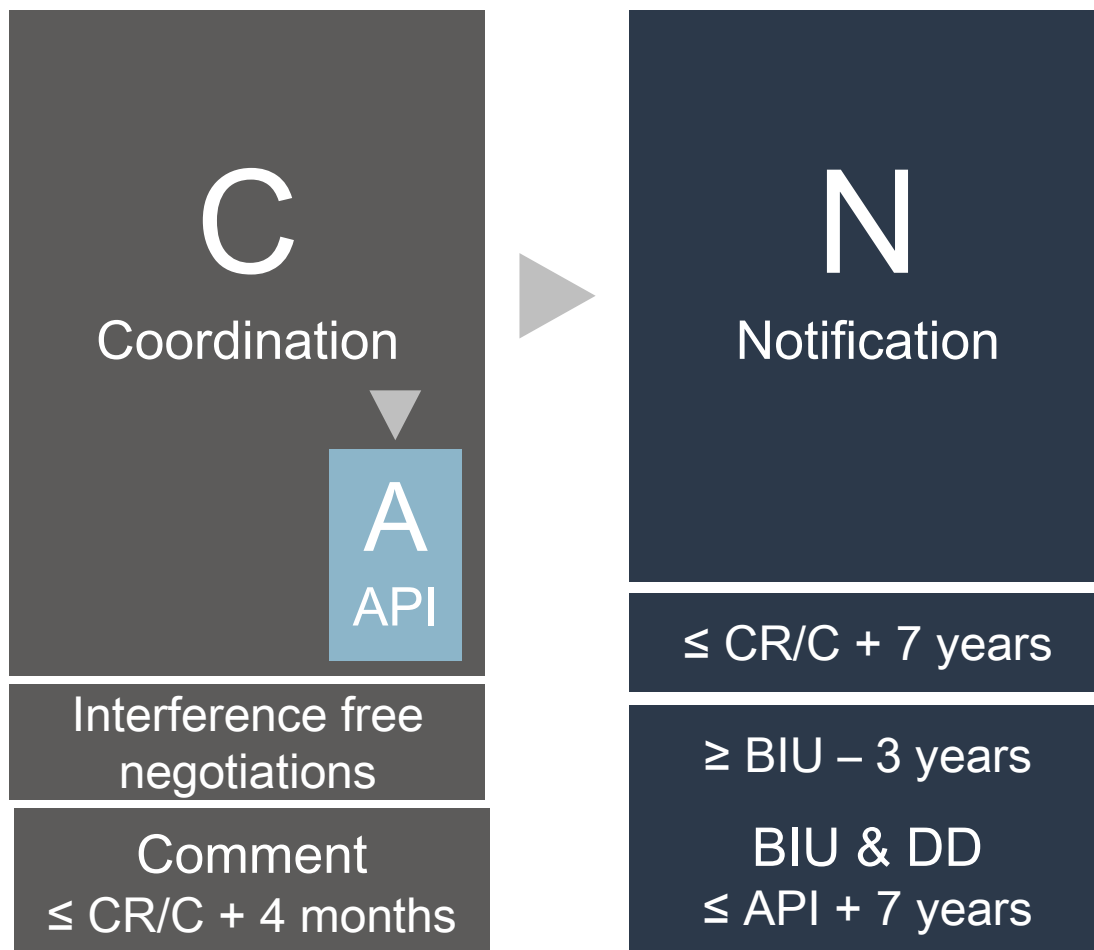 C
Coordination
A
API
Interference free
negotiations
Comment
≤ CR/C + 4 months
N
Notification
≤ CR/C + 7 years
≥ BIU – 3 years
BIU & DD
≤ API + 7 years